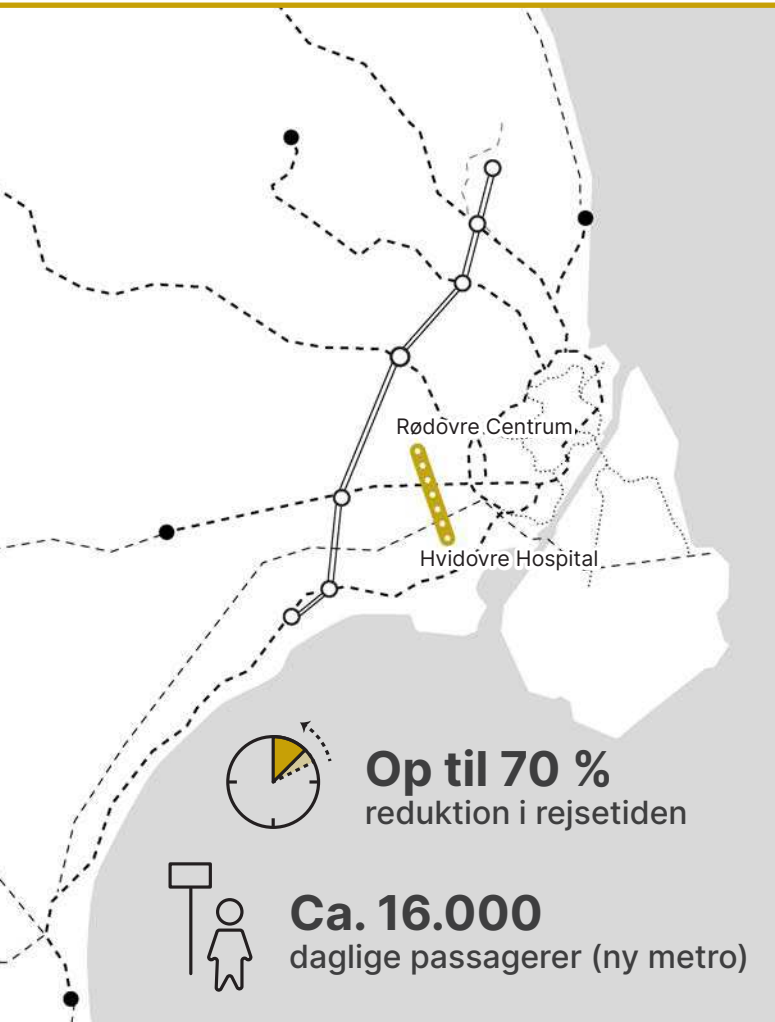 Rødovre Centrum
Hvidovre Hospital
Op til 70 %
reduktion i rejsetiden
Ca. 16.000
daglige passagerer (ny metro)